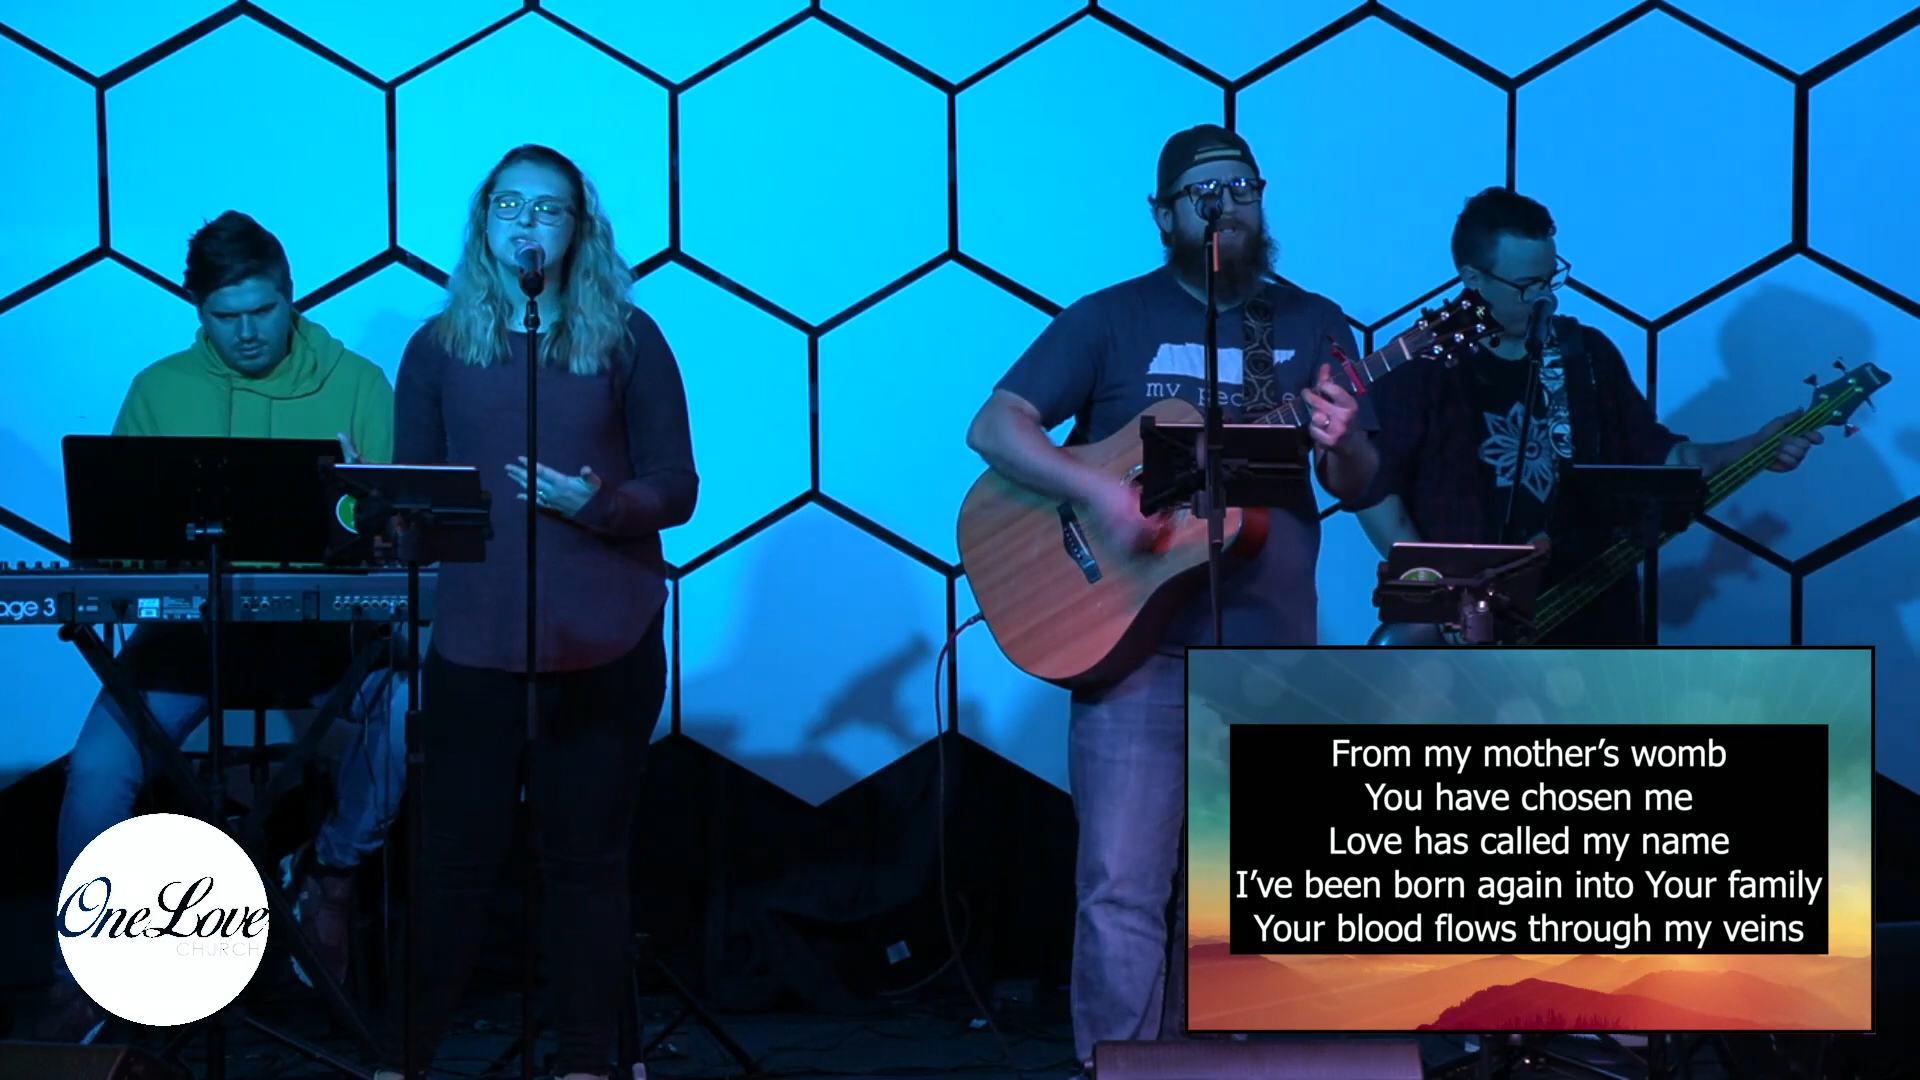 my people
age 3
From my mother’s womb
You have chosen me
Love has called my name
I’ve been born again into Your family
Your blood flows through my veins
One Love
CHURCH